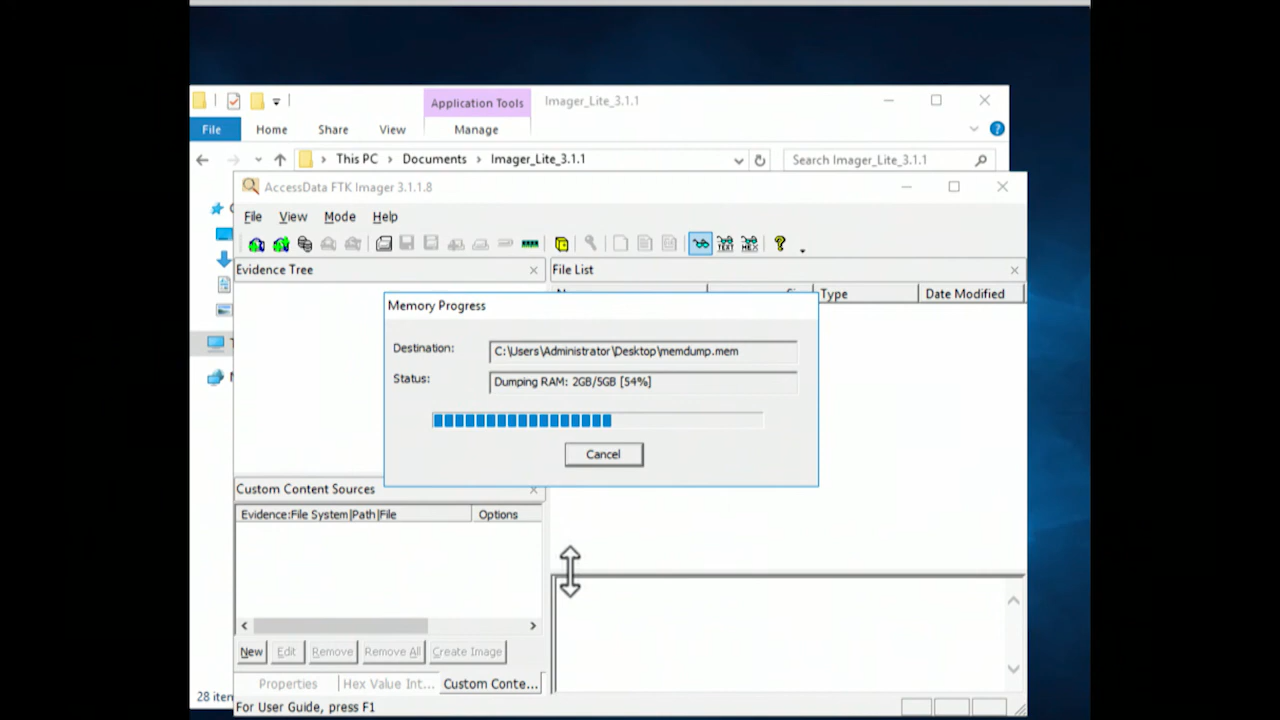 Application Tools
Imager_Lite_3.1.1
File
Home
Share
View
Manage
This PC
Documents
Imager_Lite_3.1.1
Search Imager_Lite_3.1.1
AccessData FTK Imager 3.1.1.8
File
View
Mode
Help
TEXT
HEX
Evidence Tree
File List
Type
Date Modified
Memory Progress
Destination:
C:\Users\Administrator\Desktop\memdump.mem
Status:
Dumping RAM: 2GB/5GB [54%]
Cancel
Custom Content Sources
Evidence:File System|Path|File
Options
New
Edit
Remove
Remove All
Create Image
Properties
Hex Value Int...
Custom Conte...
28 iten
For User Guide, press F1